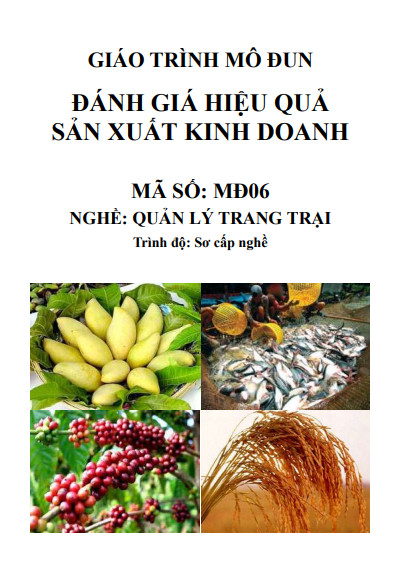 GIÁO TRÌNH MÔ ĐUN
ĐÁNH GIÁ HIỆU QUẢ
SẢN XUẤT KINH DOANH
MÃ SỐ: MĐ06
NGHỀ: QUẢN LÝ TRANG TRẠI
Trình độ: Sơ cấp nghề